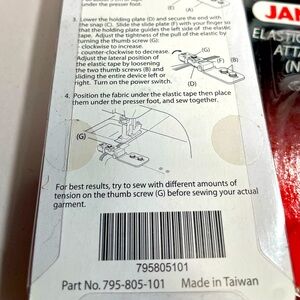 under the presser foot.
(E) (A)
3. Lower the holding plate (D) and secure the end with
the snap (C). Slide the slide plate (F) with your finger so
that the holding plate guides the left side of the elastic
tape. Adjust the tightness of the pull of the elastic by
turning the thumb screw (G):
- clockwise to increase.
- counter-clockwise to decrease.
Adjust the lateral position of
the elastic tape by loosening
the two thumb screws (B) and
sliding the entire device left or
right. Turn on the power switch.
(G)
(F) (B)
(D)
4. Position the fabric under the elastic tape then place
them under the presser foot, and sew together.
(G)
For best results, try to sew with different amounts of
tension on the thumb screw (G) before sewing your actual
garment.
795805101
Part No. 795-805-101 Made in Taiwan
JAN
ELASTIC
(N